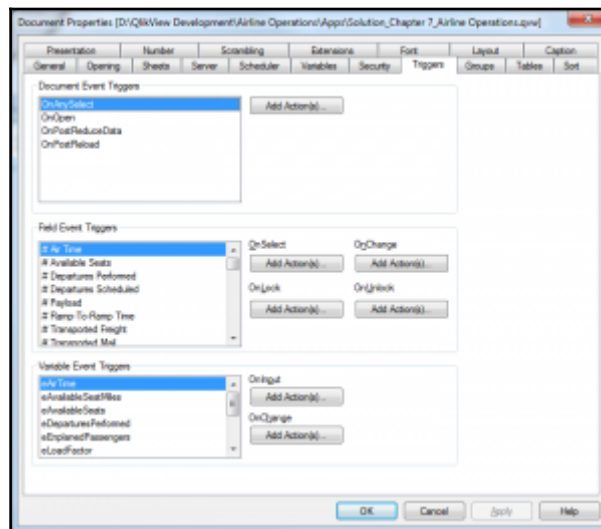 Document Properties [D:\QlikView Development\Airline Operations\Apps\Solution_Chapter 7_Airline Operations.qvw]
Presentation Number Scrambling Extensions Font Layout Caption
General Opening Sheets Server Scheduler Variables Security Triggers Groups Tables Sort
Document Event Triggers
OnAnySelect
OnOpen
OnPostReduceData
OnPostReload
Add Action(s)...
Field Event Triggers
# Air Time
# Available Seats
# Departures Performed
# Departures Scheduled
# Payload
# Ramp-To-Ramp Time
# Transported Freight
# Transported Mail
OnSelect OnChange
Add Action(s)... Add Action(s)...
OnLock OnUnlock
Add Action(s)... Add Action(s)...
Variable Event Triggers
eAirTime
eAvailableSeatMiles
eAvailableSeats
eDeparturesPerformed
eEnplanedPassengers
eLoadFactor
OnInput
Add Action(s)...
OnChange
Add Action(s)...
OK Cancel Apply Help